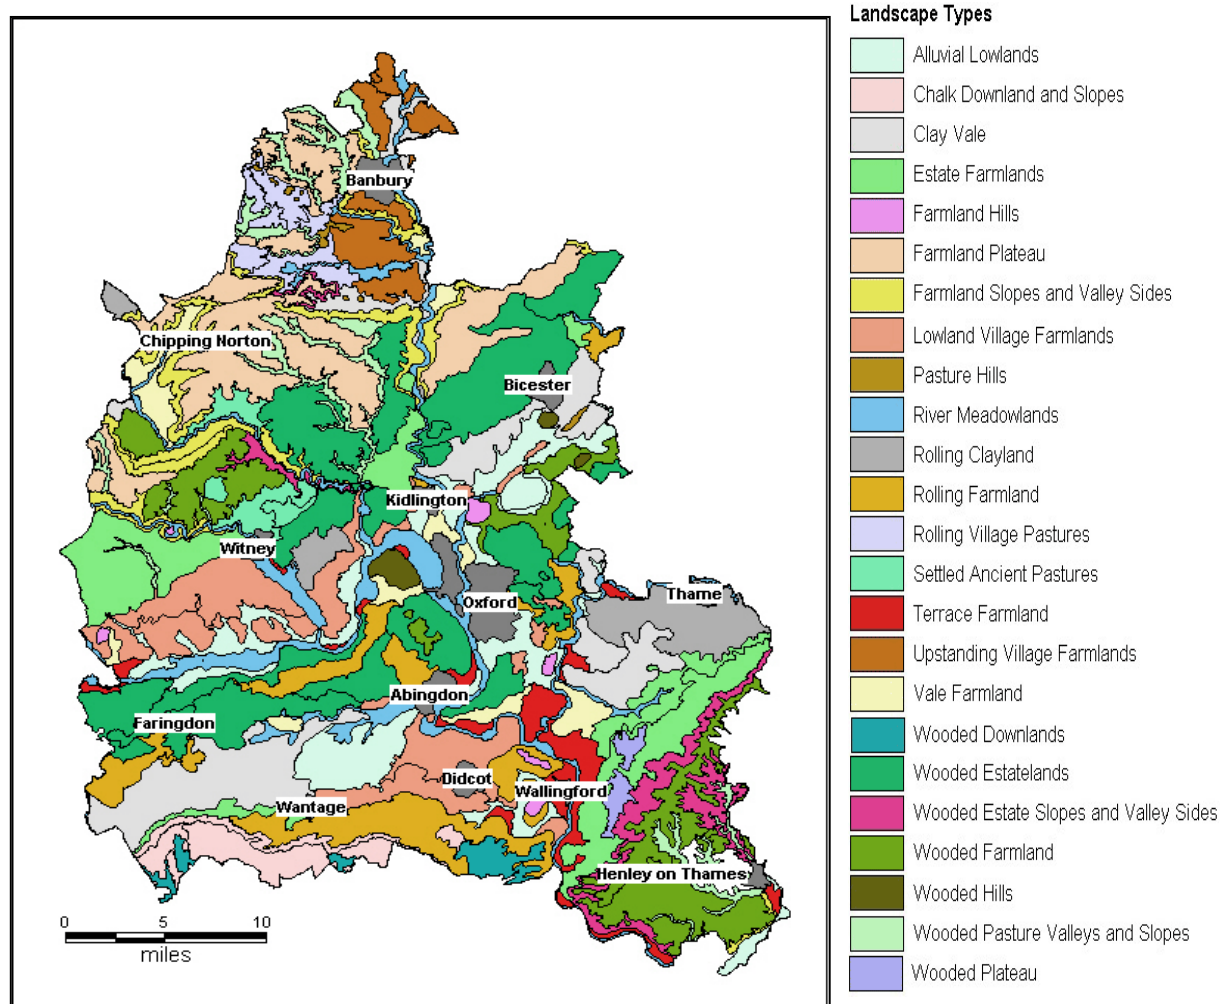 Landscape Types
Alluvial Lowlands
Chalk Downland and Slopes
Clay Vale
Estate Farmlands
Farmland Hills
Farmland Plateau
Farmland Slopes and Valley Sides
Lowland Village Farmlands
Pasture Hills
River Meadowlands
Rolling Clayland
Rolling Farmland
Rolling Village Pastures
Settled Ancient Pastures
Terrace Farmland
Upstanding Village Farmlands
Vale Farmland
Wooded Downlands
Wooded Estatelands
Wooded Estate Slopes and Valley Sides
Wooded Farmland
Wooded Hills
Wooded Pasture Valleys and Slopes
Wooded Plateau
Banbury
Chipping Norton
Bicester
Kidlington
Witney
Oxford
Thame
Abingdon
Faringdon
Didcot
Wallingford
Wantage
Henley on Thames
0 5 10
miles